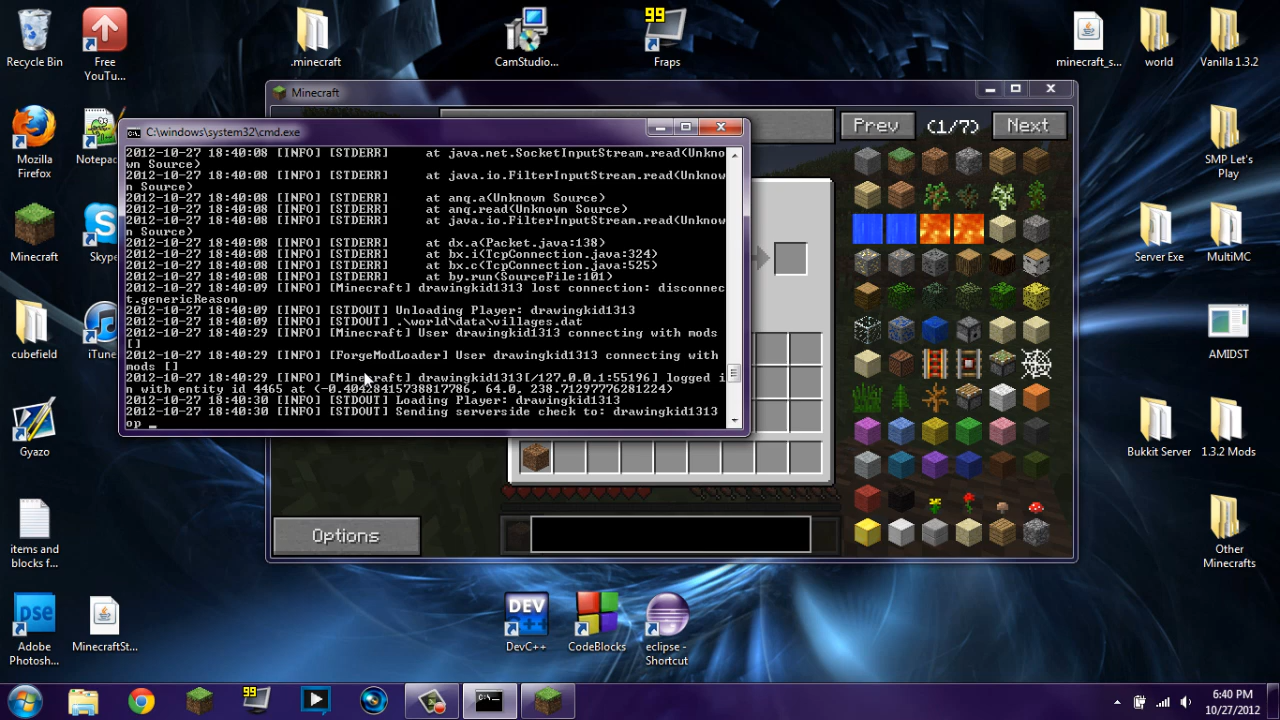 Recycle Bin
Free
YouTu...
.minecraft
CamStudio...
99
Fraps
minecraft_s...
world
Vanilla 1.3.2
Minecraft
Prev
(1/7)
Next
C:\windows\system32\cmd.exe
2012-10-27 18:40:08 [INFO] [STDERR]     at java.net.SocketInputStream.read(Unkno
wn Source)
2012-10-27 18:40:08 [INFO] [STDERR]     at java.io.FilterInputStream.read(Unknow
n Source)
2012-10-27 18:40:08 [INFO] [STDERR]     at anq.a(Unknown Source)
2012-10-27 18:40:08 [INFO] [STDERR]     at anq.read(Unknown Source)
2012-10-27 18:40:08 [INFO] [STDERR]     at java.io.FilterInputStream.read(Unknow
n Source)
2012-10-27 18:40:08 [INFO] [STDERR]     at dx.a(Packet.java:138)
2012-10-27 18:40:08 [INFO] [STDERR]     at bx.i(TcpConnection.java:324)
2012-10-27 18:40:08 [INFO] [STDERR]     at bx.c(TcpConnection.java:525)
2012-10-27 18:40:08 [INFO] [STDERR]     at by.run(SourceFile:101)
2012-10-27 18:40:09 [INFO] [Minecraft] drawingkid1313 lost connection: disconnec
t.genericReason
2012-10-27 18:40:09 [INFO] [STDOUT] Unloading Player: drawingkid1313
2012-10-27 18:40:09 [INFO] [STDOUT] .\world\data\villages.dat
2012-10-27 18:40:29 [INFO] [Minecraft] User drawingkid1313 connecting with mods
[]
2012-10-27 18:40:29 [INFO] [ForgeModLoader] User drawingkid1313 connecting with
mods []
2012-10-27 18:40:29 [INFO] [Minecraft] drawingkid1313[/127.0.0.1:55196] logged i
n with entity id 4465 at (-0.40428415738817786, 64.0, 238.71297776281224)
2012-10-27 18:40:30 [INFO] [STDOUT] Loading Player: drawingkid1313
2012-10-27 18:40:30 [INFO] [STDOUT] Sending serverside check to: drawingkid1313
op _
Mozilla
Firefox
Notepa...
SMP Let's
Play
Minecraft
Skype
Server Exe
MultiMC
cubefield
iTune
AMIDST
Gyazo
Bukkit Server
1.3.2 Mods
items and
blocks f...
Options
Other
Minecrafts
pse
Adobe
Photosh...
MinecraftSt...
DEV
C++
DevC++
CodeBlocks
eclipse -
Shortcut
99
6:40 PM
10/27/2012